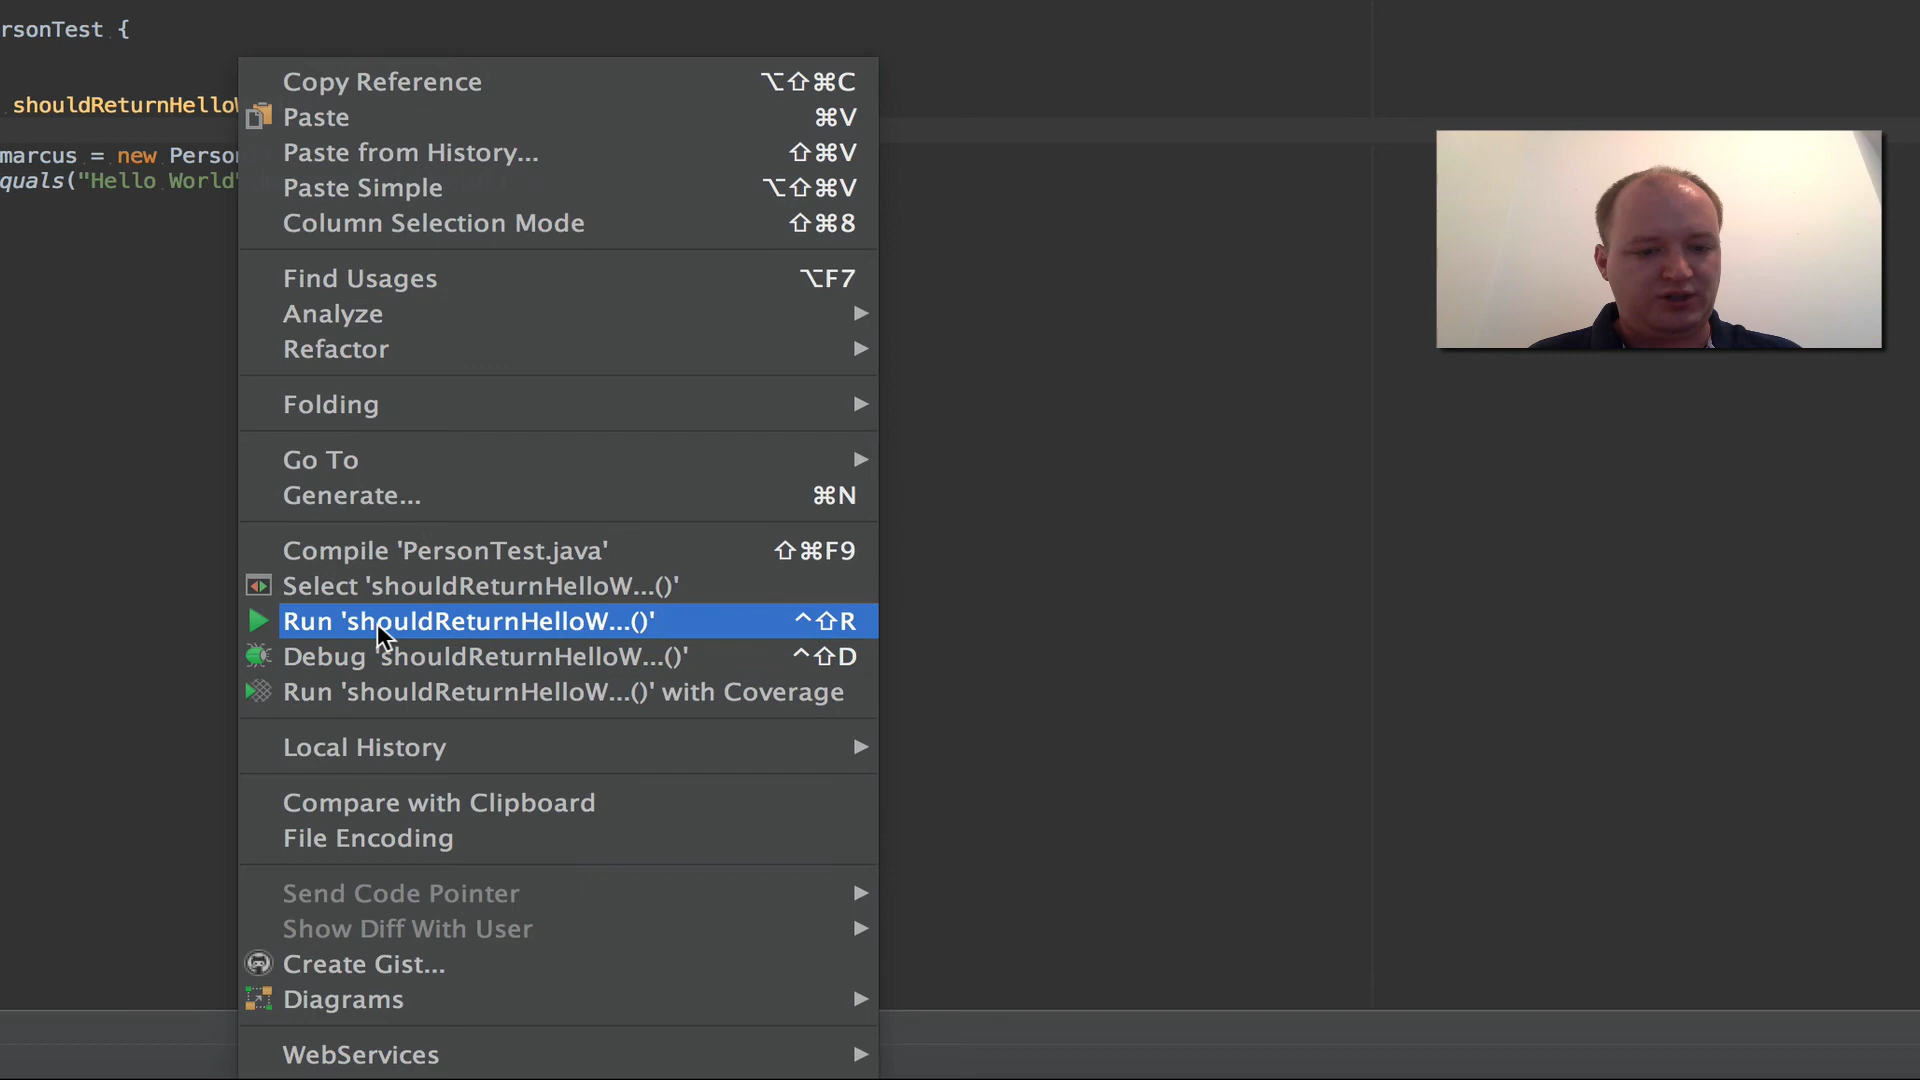 rsonTest {
shouldReturnHelloW
marcus = new Perso
quals("Hello World"
Copy Reference ⌥⇧⌘C
Paste ⌘V
Paste from History... ⇧⌘V
Paste Simple ⌥⇧⌘V
Column Selection Mode ⇧⌘8
Find Usages ⌥F7
Analyze
Refactor
Folding
Go To
Generate... ⌘N
Compile 'PersonTest.java' ⇧⌘F9
Select 'shouldReturnHelloW...()'
Run 'shouldReturnHelloW...()' ^⇧R
Debug 'shouldReturnHelloW...()' ^⇧D
Run 'shouldReturnHelloW...()' with Coverage
Local History
Compare with Clipboard
File Encoding
Send Code Pointer
Show Diff With User
Create Gist...
Diagrams
WebServices